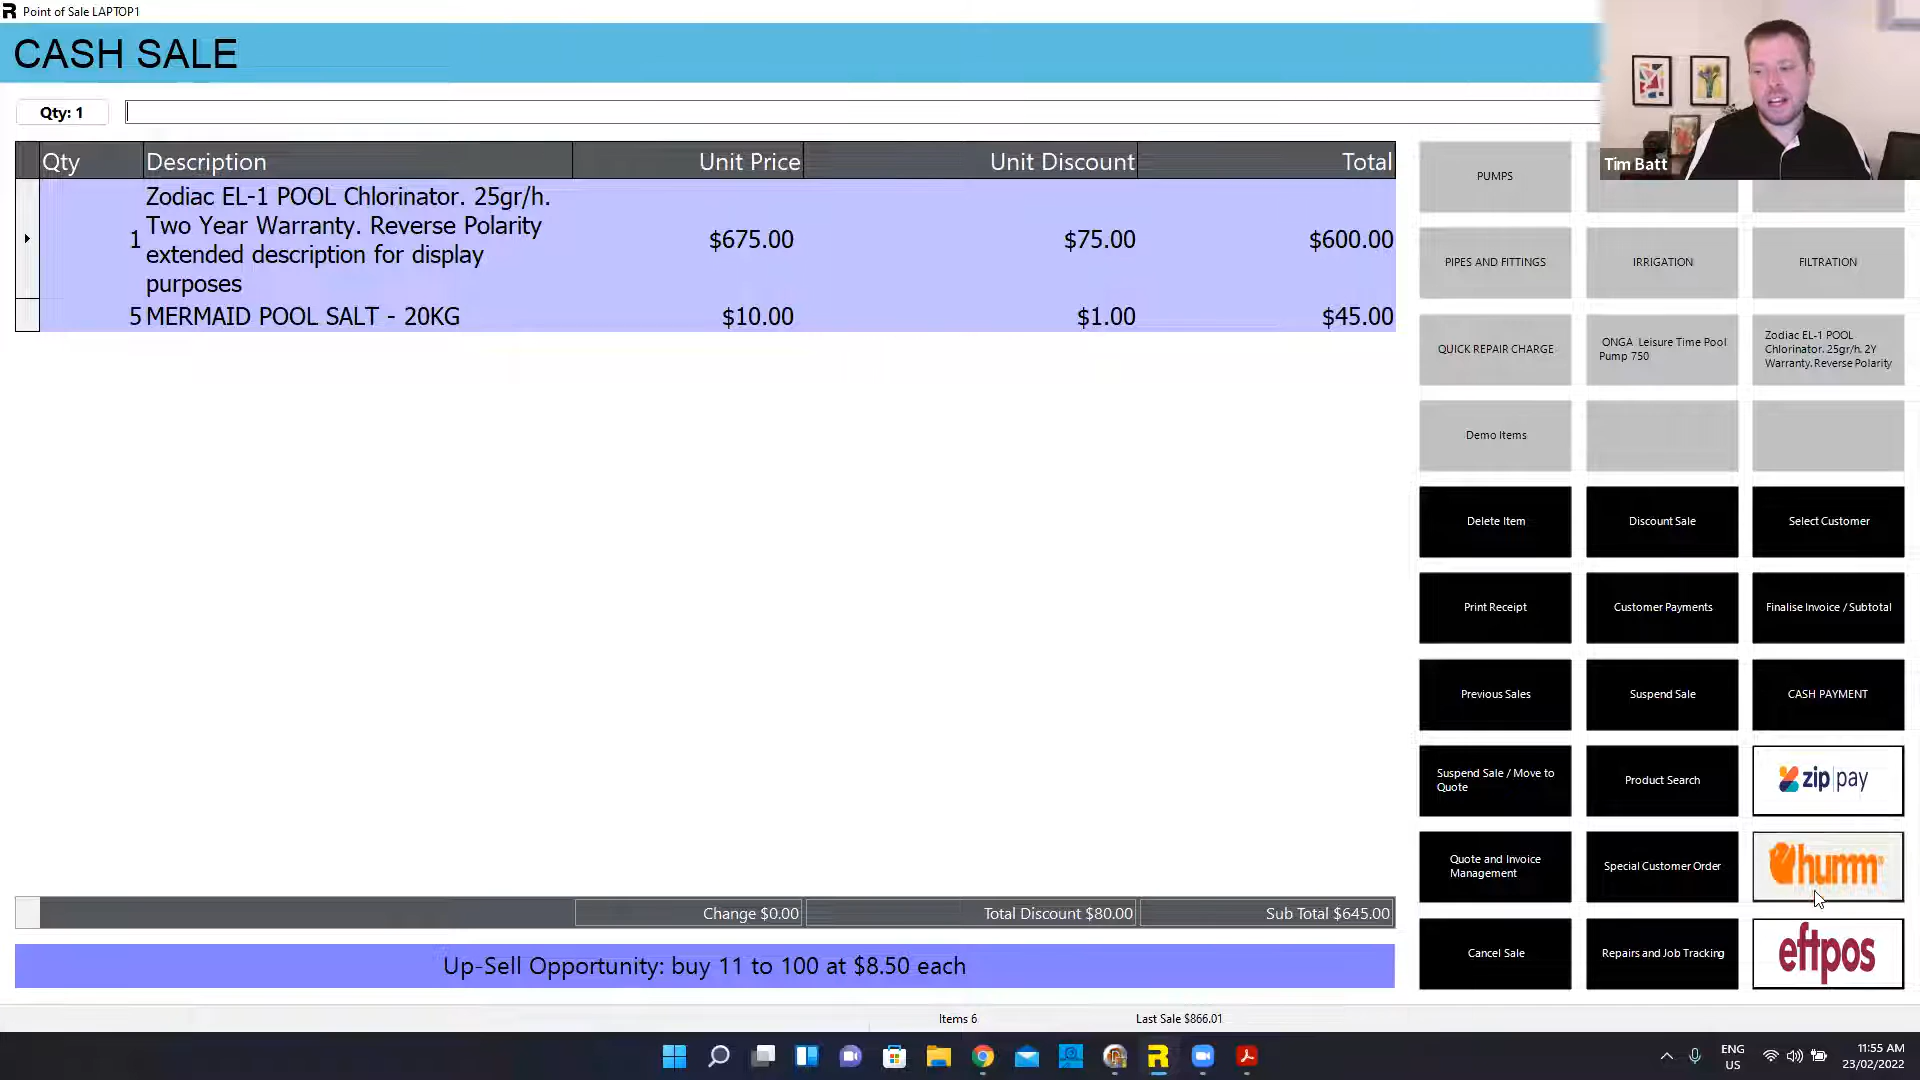 Point of Sale LAPTOP1
CASH SALE
Tim Batt
Qty: 1
Qty Description Unit Price Unit Discount Total
Zodiac EL-1 POOL Chlorinator. 25gr/h.
Two Year Warranty. Reverse Polarity
extended description for display
purposes
1 $675.00 $75.00 $600.00
5 MERMAID POOL SALT - 20KG $10.00 $1.00 $45.00
Change $0.00 Total Discount $80.00 Sub Total $645.00
Up-Sell Opportunity: buy 11 to 100 at $8.50 each
PUMPS
PIPES AND FITTINGS
IRRIGATION
FILTRATION
QUICK REPAIR CHARGE
ONGA Leisure Time Pool
Pump 750
Zodiac EL-1 POOL
Chlorinator. 25gr/h. 2Y
Warranty. Reverse Polarity
Demo Items
Delete Item
Discount Sale
Select Customer
Print Receipt
Customer Payments
Finalise Invoice / Subtotal
Previous Sales
Suspend Sale
CASH PAYMENT
Suspend Sale / Move to
Quote
Product Search
zip pay
Quote and Invoice
Management
Special Customer Order
humm
Cancel Sale
Repairs and Job Tracking
eftpos
Items 6 Last Sale $866.01
ENG
US
11:55 AM
23/02/2022